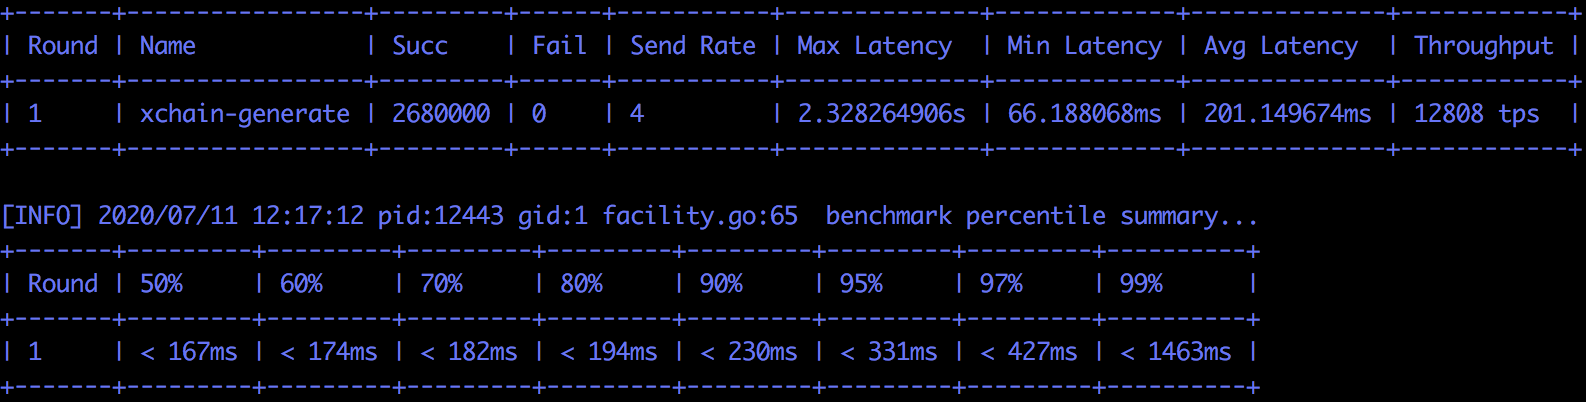 +-------+-----------------+---------+------+-----------+--------------+-------------+--------------+------------+
| Round | Name            | Succ    | Fail | Send Rate | Max Latency  | Min Latency | Avg Latency  | Throughput |
+-------+-----------------+---------+------+-----------+--------------+-------------+--------------+------------+
| 1     | xchain-generate | 2680000 | 0    | 4         | 2.328264906s | 66.188068ms | 201.149674ms | 12808 tps  |
+-------+-----------------+---------+------+-----------+--------------+-------------+--------------+------------+
[INFO] 2020/07/11 12:17:12 pid:12443 gid:1 facility.go:65  benchmark percentile summary...
+-------+---------+---------+---------+---------+---------+---------+---------+----------+
| Round | 50%     | 60%     | 70%     | 80%     | 90%     | 95%     | 97%     | 99%      |
+-------+---------+---------+---------+---------+---------+---------+---------+----------+
| 1     | < 167ms | < 174ms | < 182ms | < 194ms | < 230ms | < 331ms | < 427ms | < 1463ms |
+-------+---------+---------+---------+---------+---------+---------+---------+----------+